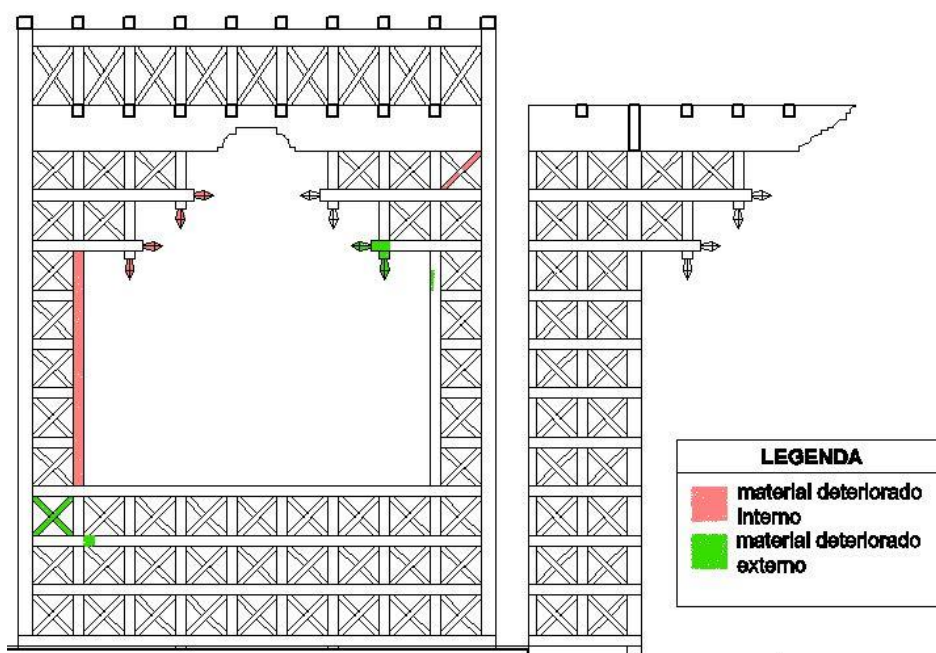 LEGENDA
material deteriorado
interno
material deteriorado
externo